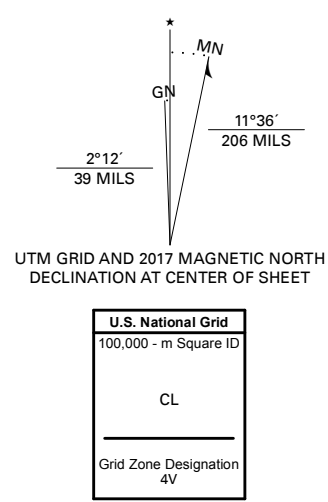 ★
MN
GN
11°36´
206 MILS
2°12´
39 MILS
UTM GRID AND 2017 MAGNETIC NORTH
DECLINATION AT CENTER OF SHEET
U.S. National Grid
100,000 - m Square ID
CL
Grid Zone Designation
4V